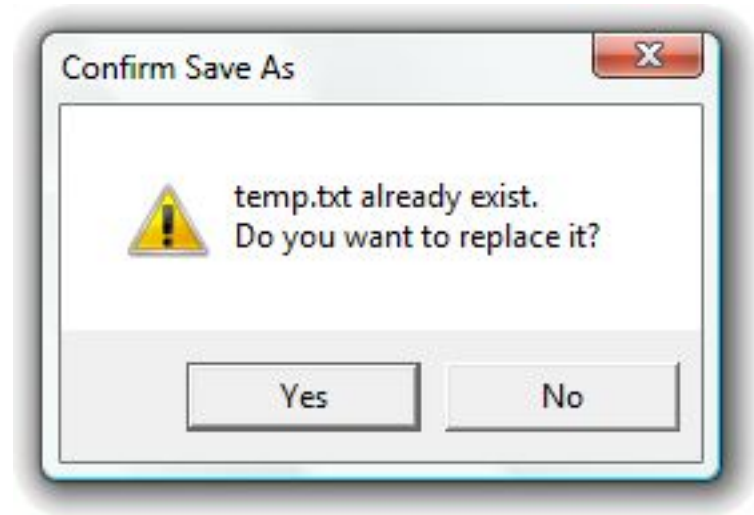 Confirm Save As
temp.txt already exist.
Do you want to replace it?
Yes
No